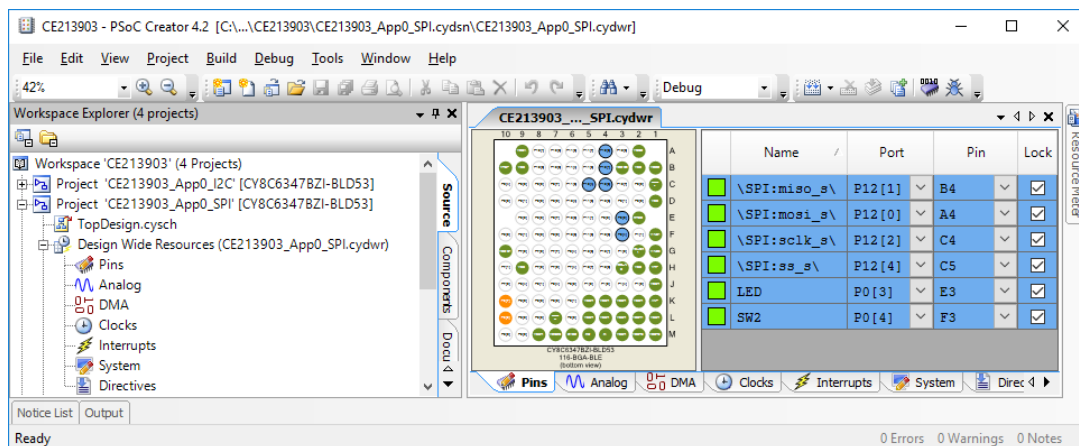 CE213903 - PSoC Creator 4.2 [C:\...\CE213903\CE213903_App0_SPI.cydsn\CE213903_App0_SPI.cydwr]
File Edit View Project Build Debug Tools Window Help
42% Debug
Workspace Explorer (4 projects)
Workspace 'CE213903' (4 Projects)
Project 'CE213903_App0_I2C' [CY8C6347BZI-BLD53]
Project 'CE213903_App0_SPI' [CY8C6347BZI-BLD53]
TopDesign.cysch
Design Wide Resources (CE213903_App0_SPI.cydwr)
Pins
Analog
DMA
Clocks
Interrupts
System
Directives
Source
Components
Docu
CE213903_..._SPI.cydwr
10 9 8 7 6 5 4 3 2 1
A
B
C
D
E
F
G
H
J
K
L
M
CY8C6347BZI-BLD53
116-BGA-BLE
(bottom view)
Name / Port Pin Lock
\SPI:miso_s\ P12[1] B4
\SPI:mosi_s\ P12[0] A4
\SPI:sclk_s\ P12[2] C4
\SPI:ss_s\ P12[4] C5
LED P0[3] E3
SW2 P0[4] F3
Pins Analog DMA Clocks Interrupts System Direc
Resource Meter
Notice List Output
Ready 0 Errors 0 Warnings 0 Notes